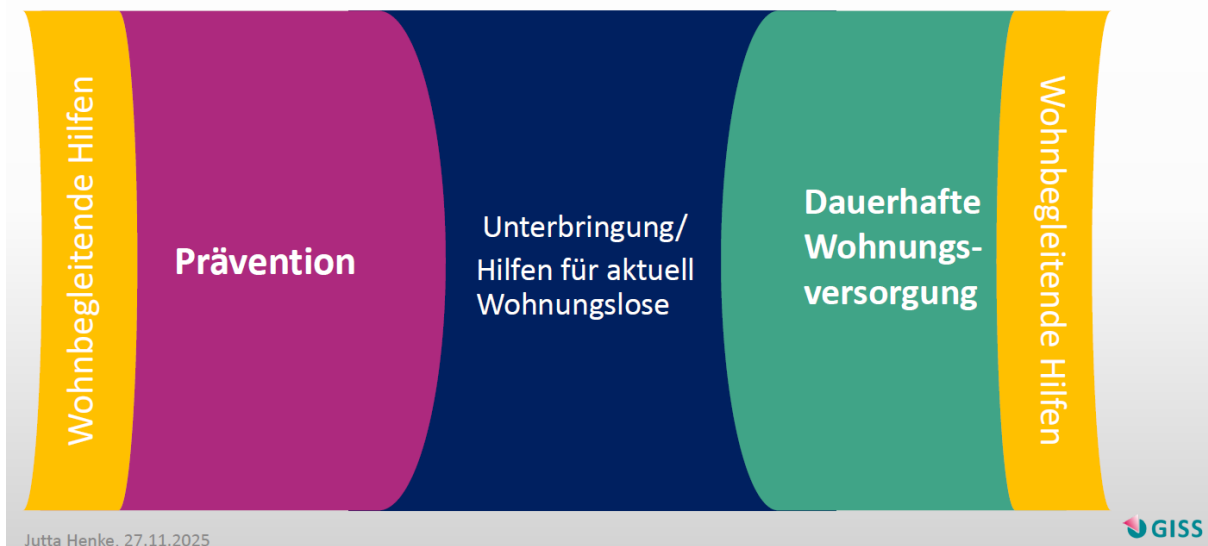 Wohnbegleitende Hilfen
Prävention
Unterbringung/
Hilfen für aktuell
Wohnungslose
Dauerhafte
Wohnungs-
versorgung
Wohnbegleitende Hilfen
Jutta Henke, 27.11.2025
GISS